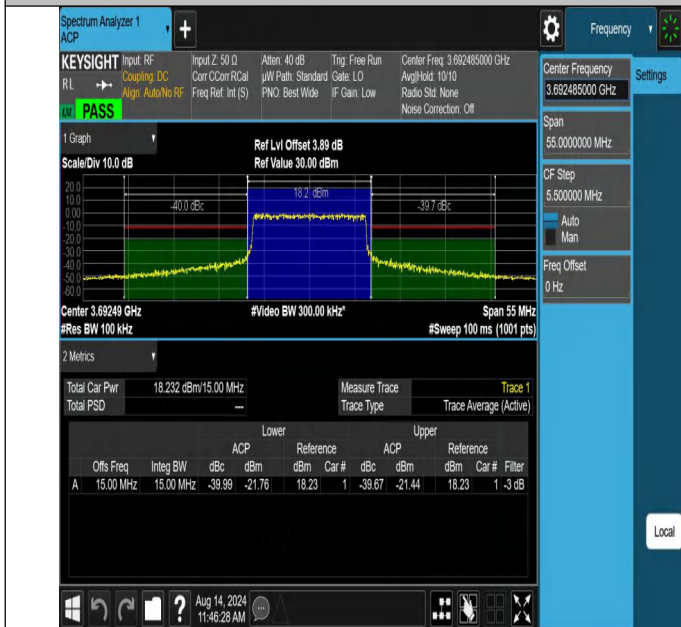 Spectrum Analyzer 1
ACP
+
Frequency
KEYSIGHT Input: RF Input Z: 50 Ω Atten: 40 dB Trig: Free Run Center Freq: 3.692485000 GHz
RL Coupling: DC Corr CCorr RCal µW Path: Standard Gate: LO Avg|Hold: 10/10
Align: Auto/No RF Freq Ref: Int (S) PNO: Best Wide IF Gain: Low Radio Std: None
PASS Noise Correction: Off
Center Frequency
3.692485000 GHz
Settings
Span
55.0000000 MHz
CF Step
5.500000 MHz
Auto
Man
Freq Offset
0 Hz
1 Graph
Ref Lvl Offset 3.89 dB
Scale/Div 10.0 dB Ref Value 30.00 dBm
20.0
10.0
0.00
-10.0
-20.0
-30.0
-40.0
-50.0
-60.0
-40.0 dBc 18.2 dBm -39.7 dBc
Center 3.69249 GHz #Video BW 300.00 kHz* Span 55 MHz
#Res BW 100 kHz #Sweep 100 ms (1001 pts)
2 Metrics
Total Car Pwr 18.232 dBm/15.00 MHz Measure Trace Trace 1
Total PSD --- Trace Type Trace Average (Active)
Lower Upper
ACP Reference ACP Reference
Offs Freq Integ BW dBc dBm dBm Car # dBc dBm dBm Car # Filter
A 15.00 MHz 15.00 MHz -39.99 -21.76 18.23 1 -39.67 -21.44 18.23 1 -3 dB
Local
? Aug 14, 2024
11:46:28 AM